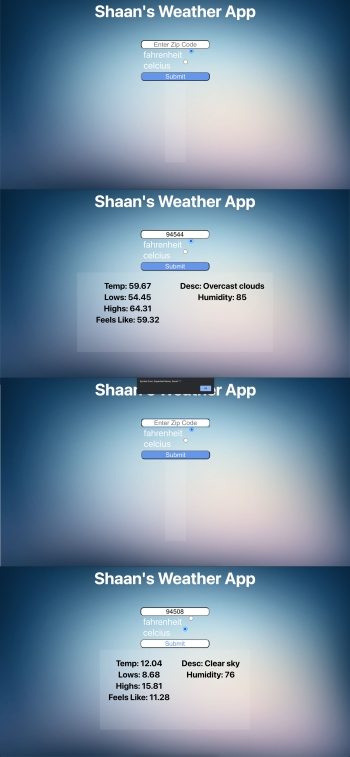 Shaan's Weather App
Enter Zip Code
fahrenheit
celcius
Submit
Shaan's Weather App
94544
fahrenheit
celcius
Submit
Temp: 59.67
Desc: Overcast clouds
Lows: 54.45
Humidity: 85
Highs: 64.31
Feels Like: 59.32
Shaan's Weather App
Enter Zip Code
fahrenheit
celcius
Submit
Shaan's Weather App
94508
fahrenheit
celcius
Submit
Temp: 12.04
Desc: Clear sky
Lows: 8.68
Humidity: 76
Highs: 15.81
Feels Like: 11.28